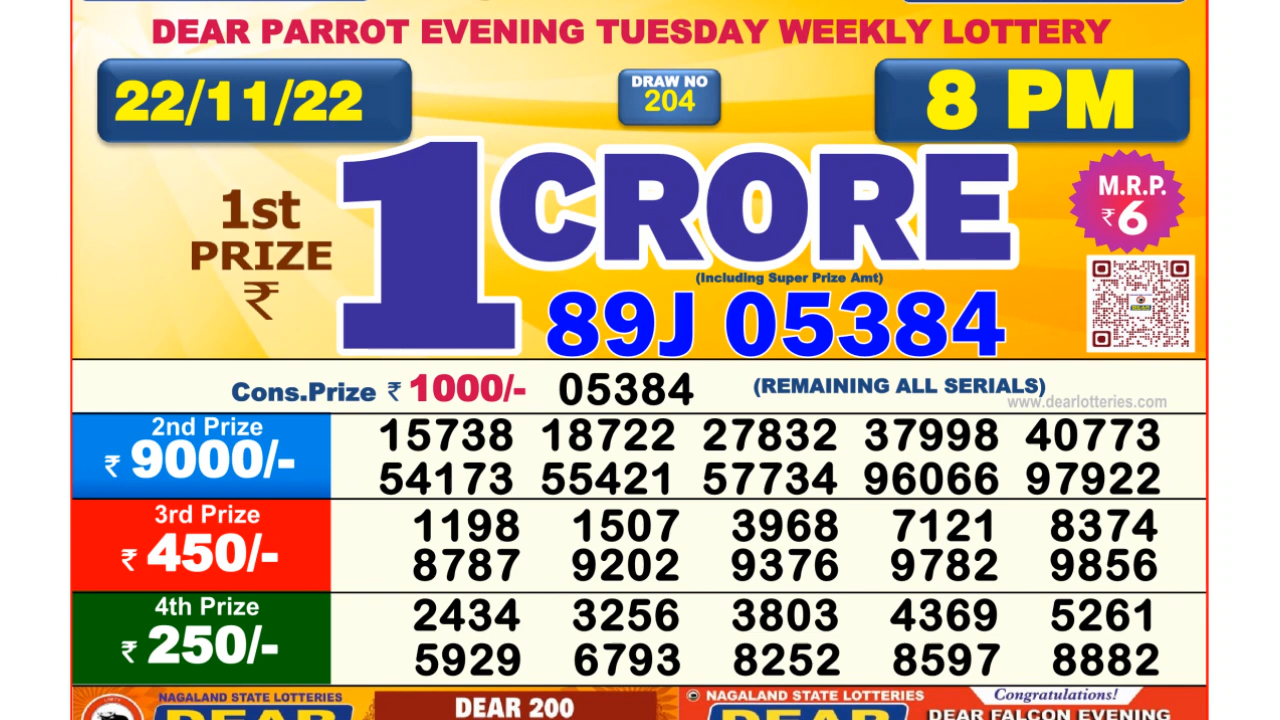 DEAR PARROT EVENING TUESDAY WEEKLY LOTTERY
22/11/22
DRAW NO
204
8 PM
1st
PRIZE
₹
1 CRORE
(Including Super Prize Amt)
M.R.P.
₹ 6
89J 05384
Cons.Prize ₹ 1000/- 05384 (REMAINING ALL SERIALS)
www.dearlotteries.com
2nd Prize
₹ 9000/-
15738 18722 27832 37998 40773
54173 55421 57734 96066 97922
3rd Prize
₹ 450/-
1198 1507 3968 7121 8374
8787 9202 9376 9782 9856
4th Prize
₹ 250/-
2434 3256 3803 4369 5261
5929 6793 8252 8597 8882
NAGALAND STATE LOTTERIES
DEAR
DEAR 200
NAGALAND STATE LOTTERIES
DEAR
Congratulations!
DEAR FALCON EVENING